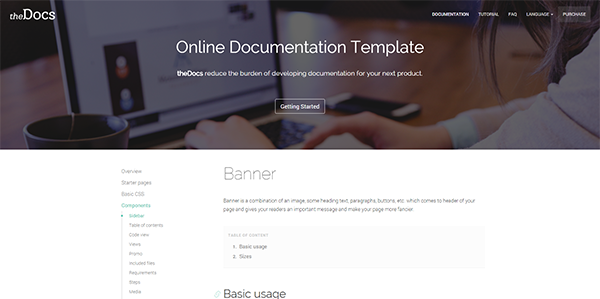 theDocs
DOCUMENTATION TUTORIAL FAQ LANGUAGE PURCHASE
Online Documentation Template
theDocs reduce the burden of developing documentation for your next product.
Getting Started
Overview
Starter pages
Basic CSS
Components
Sidebar
Table of contents
Code view
Views
Promo
Included files
Requirements
Steps
Media
Banner
Banner is a combination of an image, some heading text, paragraphs, buttons, etc. which comes to header of your
page and gives your readers an important message and make your page more fancier.
TABLE OF CONTENT
1. Basic usage
2. Sizes
Basic usage